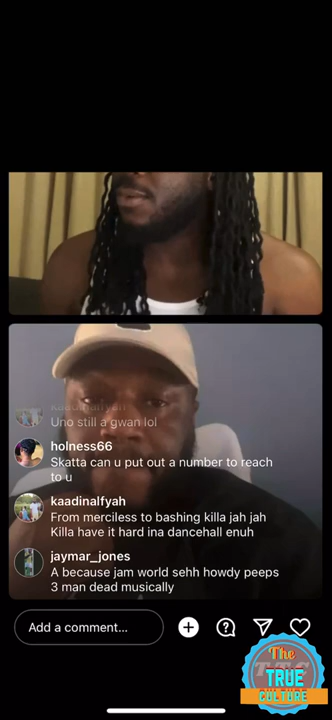 kaadinalfyah
Uno still a gwan lol
holness66
Skatta can u put out a number to reach
to u
kaadinalfyah
From merciless to bashing killa jah jah
Killa have it hard ina dancehall enuh
jaymar_jones
A because jam world sehh howdy peeps
3 man dead musically
Add a comment...
The
T.T.C
TRUE
CULTURE